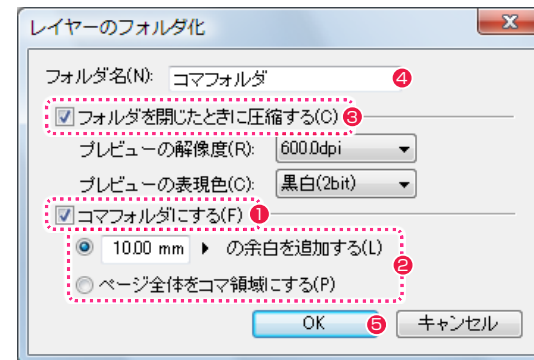 レイヤーのフォルダ化
フォルダ名(N): コマフォルダ ④
フォルダを閉じたときに圧縮する(C) ③
プレビューの解像度(R): 600.0dpi
プレビューの表現色(C): 黒白(2bit)
コマフォルダにする(F) ①
10.00 mm の余白を追加する(L)
②
ページ全体をコマ領域にする(P)
OK ⑤ キャンセル